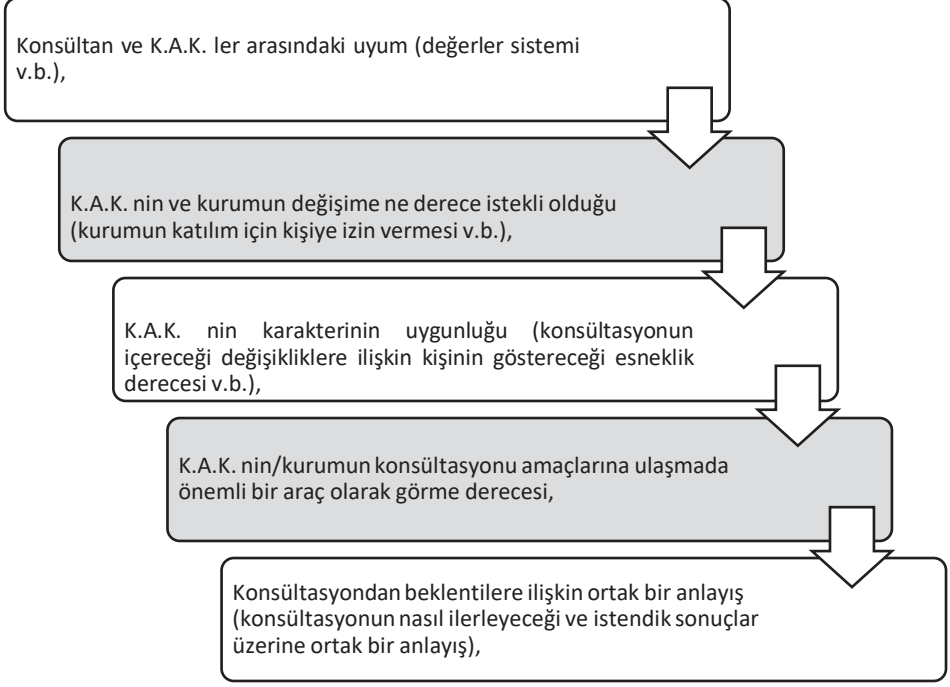 Konsültan ve K.A.K. ler arasındaki uyum (değerler sistemi
v.b.),
K.A.K. nin ve kurumun değişime ne derece istekli olduğu
(kurumun katılım için kişiye izin vermesi v.b.),
K.A.K. nin karakterinin uygunluğu (konsültasyonun
içereceği değişikliklere ilişkin kişinin göstereceği esneklik
derecesi v.b.),
K.A.K. nin/kurumun konsültasyonu amaçlarına ulaşmada
önemli bir araç olarak görme derecesi,
Konsültasyondan beklentilere ilişkin ortak bir anlayış
(konsültasyonun nasıl ilerleyeceği ve istendik sonuçlar
üzerine ortak bir anlayış),